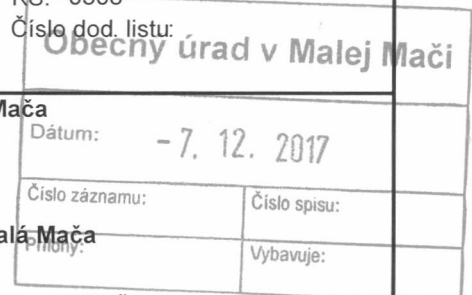 Číslo dod. listu:
Obecný úrad v Malej Mači
Mača
Dátum: -7. 12. 2017
Číslo záznamu: Číslo spisu:
alá Mača
Prílohy: Vybavuje: